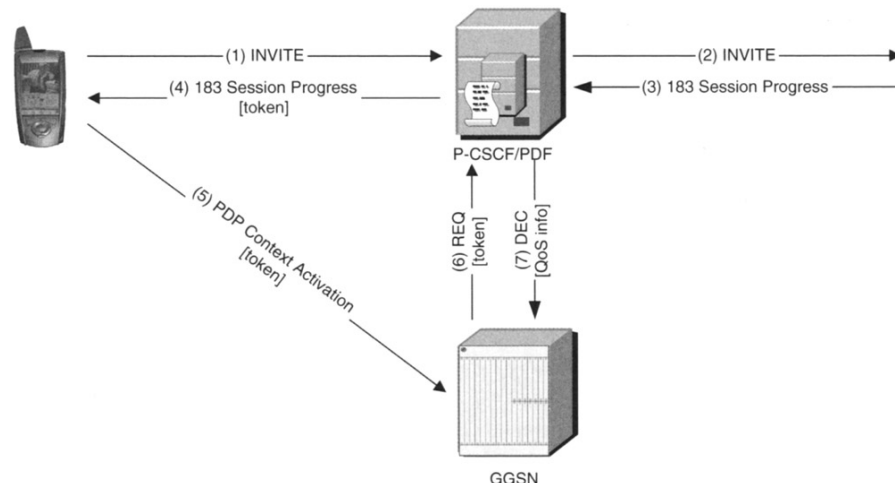 (1) INVITE
(2) INVITE
(4) 183 Session Progress
[token]
(3) 183 Session Progress
P-CSCF/PDF
(5) PDP Context Activation
[token]
(6) REQ
[token]
(7) DEC
[QoS info]
GGSN